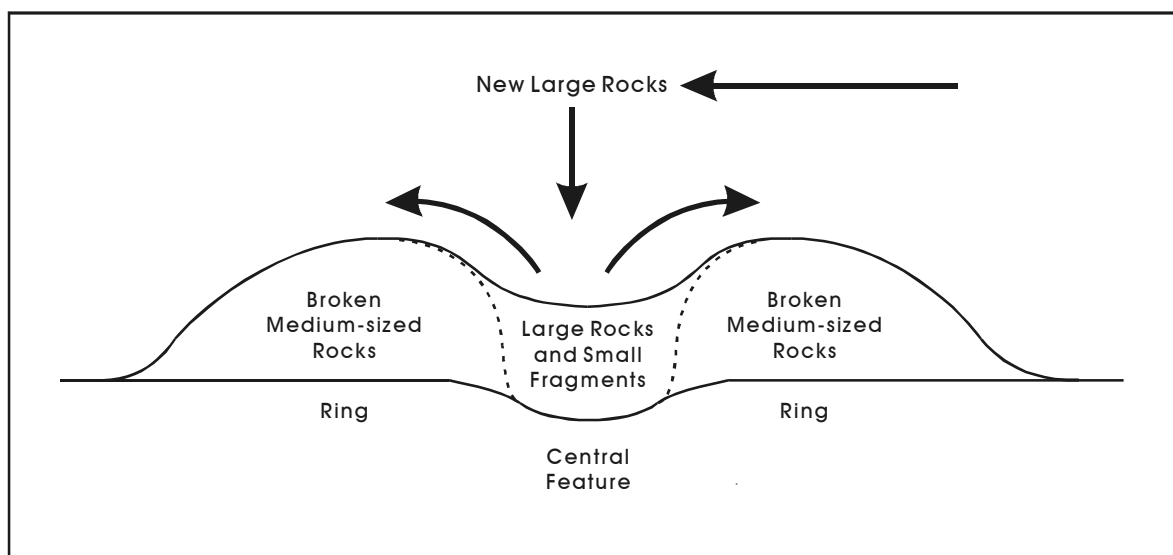 New Large Rocks
Broken
Medium-sized
Rocks
Large Rocks
and Small
Fragments
Broken
Medium-sized
Rocks
Ring
Ring
Central
Feature